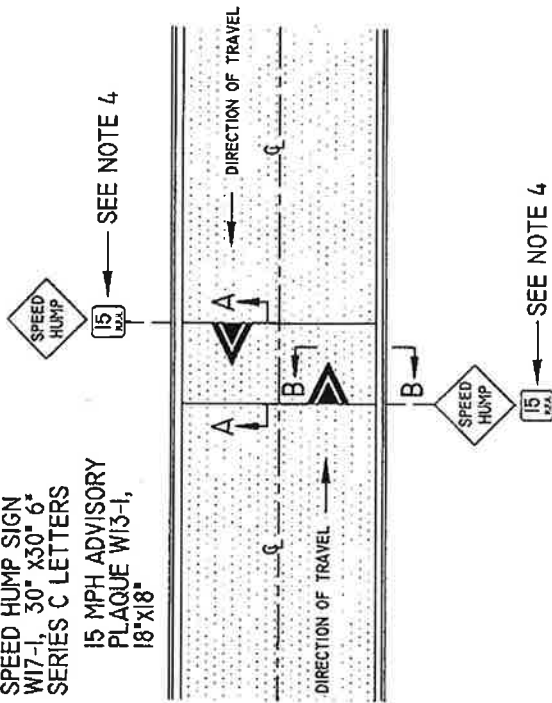 SPEED HUMP SIGN
W17-1, 30" X30" 6"
SERIES C LETTERS
15 MPH ADVISORY
PLAQUE W13-1,
18"X18"
SPEED
HUMP
15
M.P.H.
SEE NOTE 4
DIRECTION OF TRAVEL
A
A
℄
℄
B
B
DIRECTION OF TRAVEL
SPEED
HUMP
15
M.P.H.
SEE NOTE 4